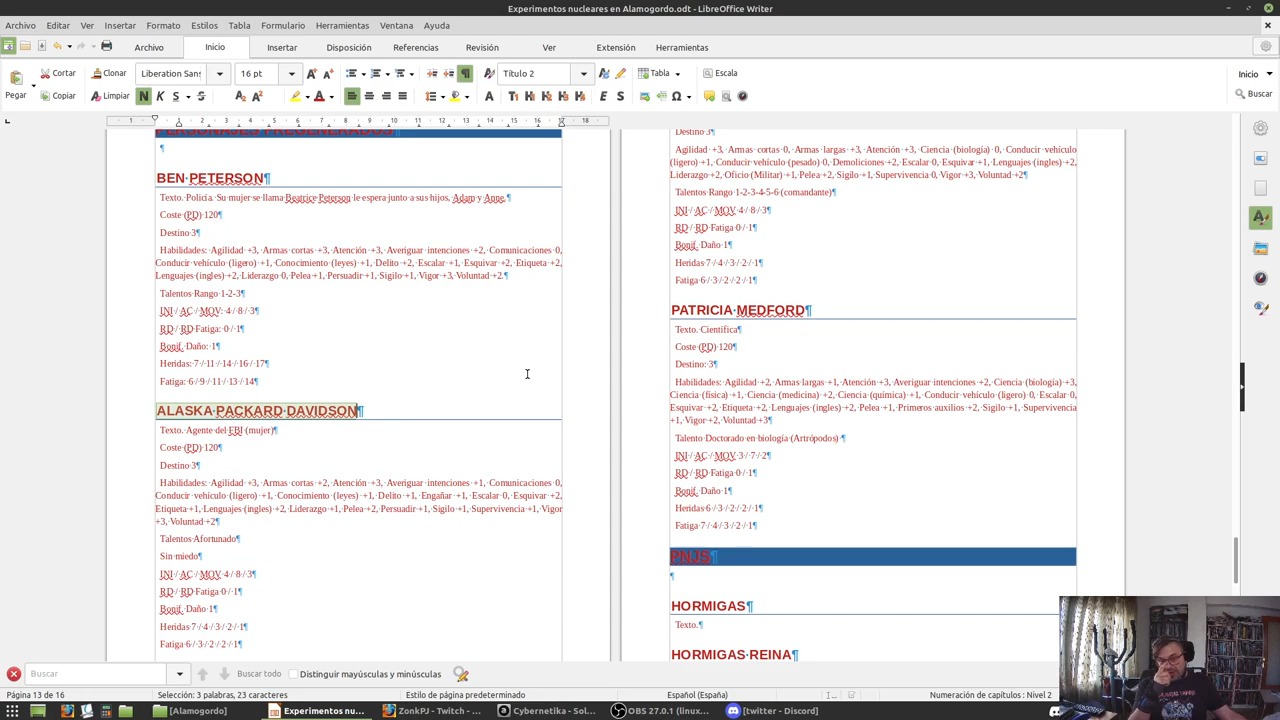 Experimentos nucleares en Alamogordo.odt - LibreOffice Writer
Archivo Editar Ver Insertar Formato Estilos Tabla Formulario Herramientas Ventana Ayuda
Archivo Inicio Insertar Disposición Referencias Revisión Ver Extensión Herramientas
Cortar Clonar Liberation Sans 16 pt Título 2 Tabla Escala Inicio
Pegar Copiar Limpiar Buscar
PERSONAJES PREGENERADOS¶
¶
BEN·PETERSON¶
Texto. Policía. Su mujer se llama Beatrice Peterson le espera junto a sus hijos, Adam y Anne.¶
Coste (PD) 120¶
Destino 3¶
Habilidades: Agilidad +3, Armas cortas +3, Atención +3, Averiguar intenciones +2, Comunicaciones 0,
Conducir vehículo (ligero) +1, Conocimiento (leyes) +1, Delito +2, Escalar +1, Esquivar +2, Etiqueta +2,
Lenguajes (ingles) +2, Liderazgo 0, Pelea +1, Persuadir +1, Sigilo +1, Supervivencia +1, Vigor +3, Voluntad +2.¶
Talentos Rango 1-2-3¶
INI / AC / MOV: 4 / 8 / 3¶
RD / RD Fatiga: 0 / 1¶
Bonif. Daño: 1¶
Heridas: 7 / 11 / 14 / 16 / 17¶
Fatiga: 6 / 9 / 11 / 13 / 14¶
ALASKA·PACKARD·DAVIDSON¶
Texto. Agente del FBI (mujer)¶
Coste (PD) 120¶
Destino 3¶
Habilidades: Agilidad +3, Armas cortas +2, Atención +3, Averiguar intenciones +1, Comunicaciones 0,
Conducir vehículo (ligero) +1, Conocimiento (leyes) +1, Delito +1, Engañar +1, Escalar 0, Esquivar +2,
Etiqueta +1, Lenguajes (ingles) +2, Liderazgo +1, Pelea +2, Persuadir +1, Sigilo +1, Supervivencia +1, Vigor
+3, Voluntad +2¶
Talentos Afortunado¶
Sin miedo¶
INI / AC / MOV 4 / 8 / 3¶
RD / RD Fatiga 0 / 1¶
Bonif. Daño 1¶
Heridas 7 / 4 / 3 / 2 / 1¶
Fatiga 6 / 3 / 2 / 2 / 1¶
Destino 3¶
Agilidad +3, Armas cortas 0, Armas largas +3, Atención +3, Ciencia (biología) 0, Conducir vehículo
(ligero) +1, Conducir vehículo (pesado) 0, Demoliciones +2, Escalar 0, Esquivar +1, Lenguajes (ingles) +2,
Liderazgo +2, Oficio (Militar) +1, Pelea +2, Sigilo +1, Supervivencia 0, Vigor +3, Voluntad +2¶
Talentos Rango 1-2-3-4-5-6 (comandante)¶
INI / AC / MOV 4 / 8 / 3¶
RD / RD Fatiga 0 / 1¶
Bonif. Daño 1¶
Heridas 7 / 4 / 3 / 2 / 1¶
Fatiga 6 / 3 / 2 / 2 / 1¶
PATRICIA·MEDFORD¶
Texto. Científica¶
Coste (PD) 120¶
Destino: 3¶
Habilidades: Agilidad +2, Armas largas +1, Atención +3, Averiguar intenciones +2, Ciencia (biología) +3,
Ciencia (física) +1, Ciencia (medicina) +2, Ciencia (química) +1, Conducir vehículo (ligero) 0, Escalar 0,
Esquivar +2, Etiqueta +2, Lenguajes (ingles) +2, Pelea +1, Primeros auxilios +2, Sigilo +1, Supervivencia
+1, Vigor +2, Voluntad +3¶
Talento Doctorado en biología (Artrópodos) ¶
INI / AC / MOV 3 / 7 / 2¶
RD / RD Fatiga 0 / 1¶
Bonif. Daño 1¶
Heridas 6 / 3 / 2 / 2 / 1¶
Fatiga 7 / 4 / 3 / 2 / 1¶
PNJS¶
¶
HORMIGAS¶
Texto.¶
HORMIGAS·REINA¶
Buscar Buscar todo Distinguir mayúsculas y minúsculas
Página 13 de 16 Selección: 3 palabras, 23 caracteres Estilo de página predeterminado Español (España) Numeración de capítulos : Nivel 2
[Alamogordo] Experimentos nu... ZonkPJ - Twitch - ... Cybernetika - Sol... OBS 27.0.1 (linux... [twitter - Discord]